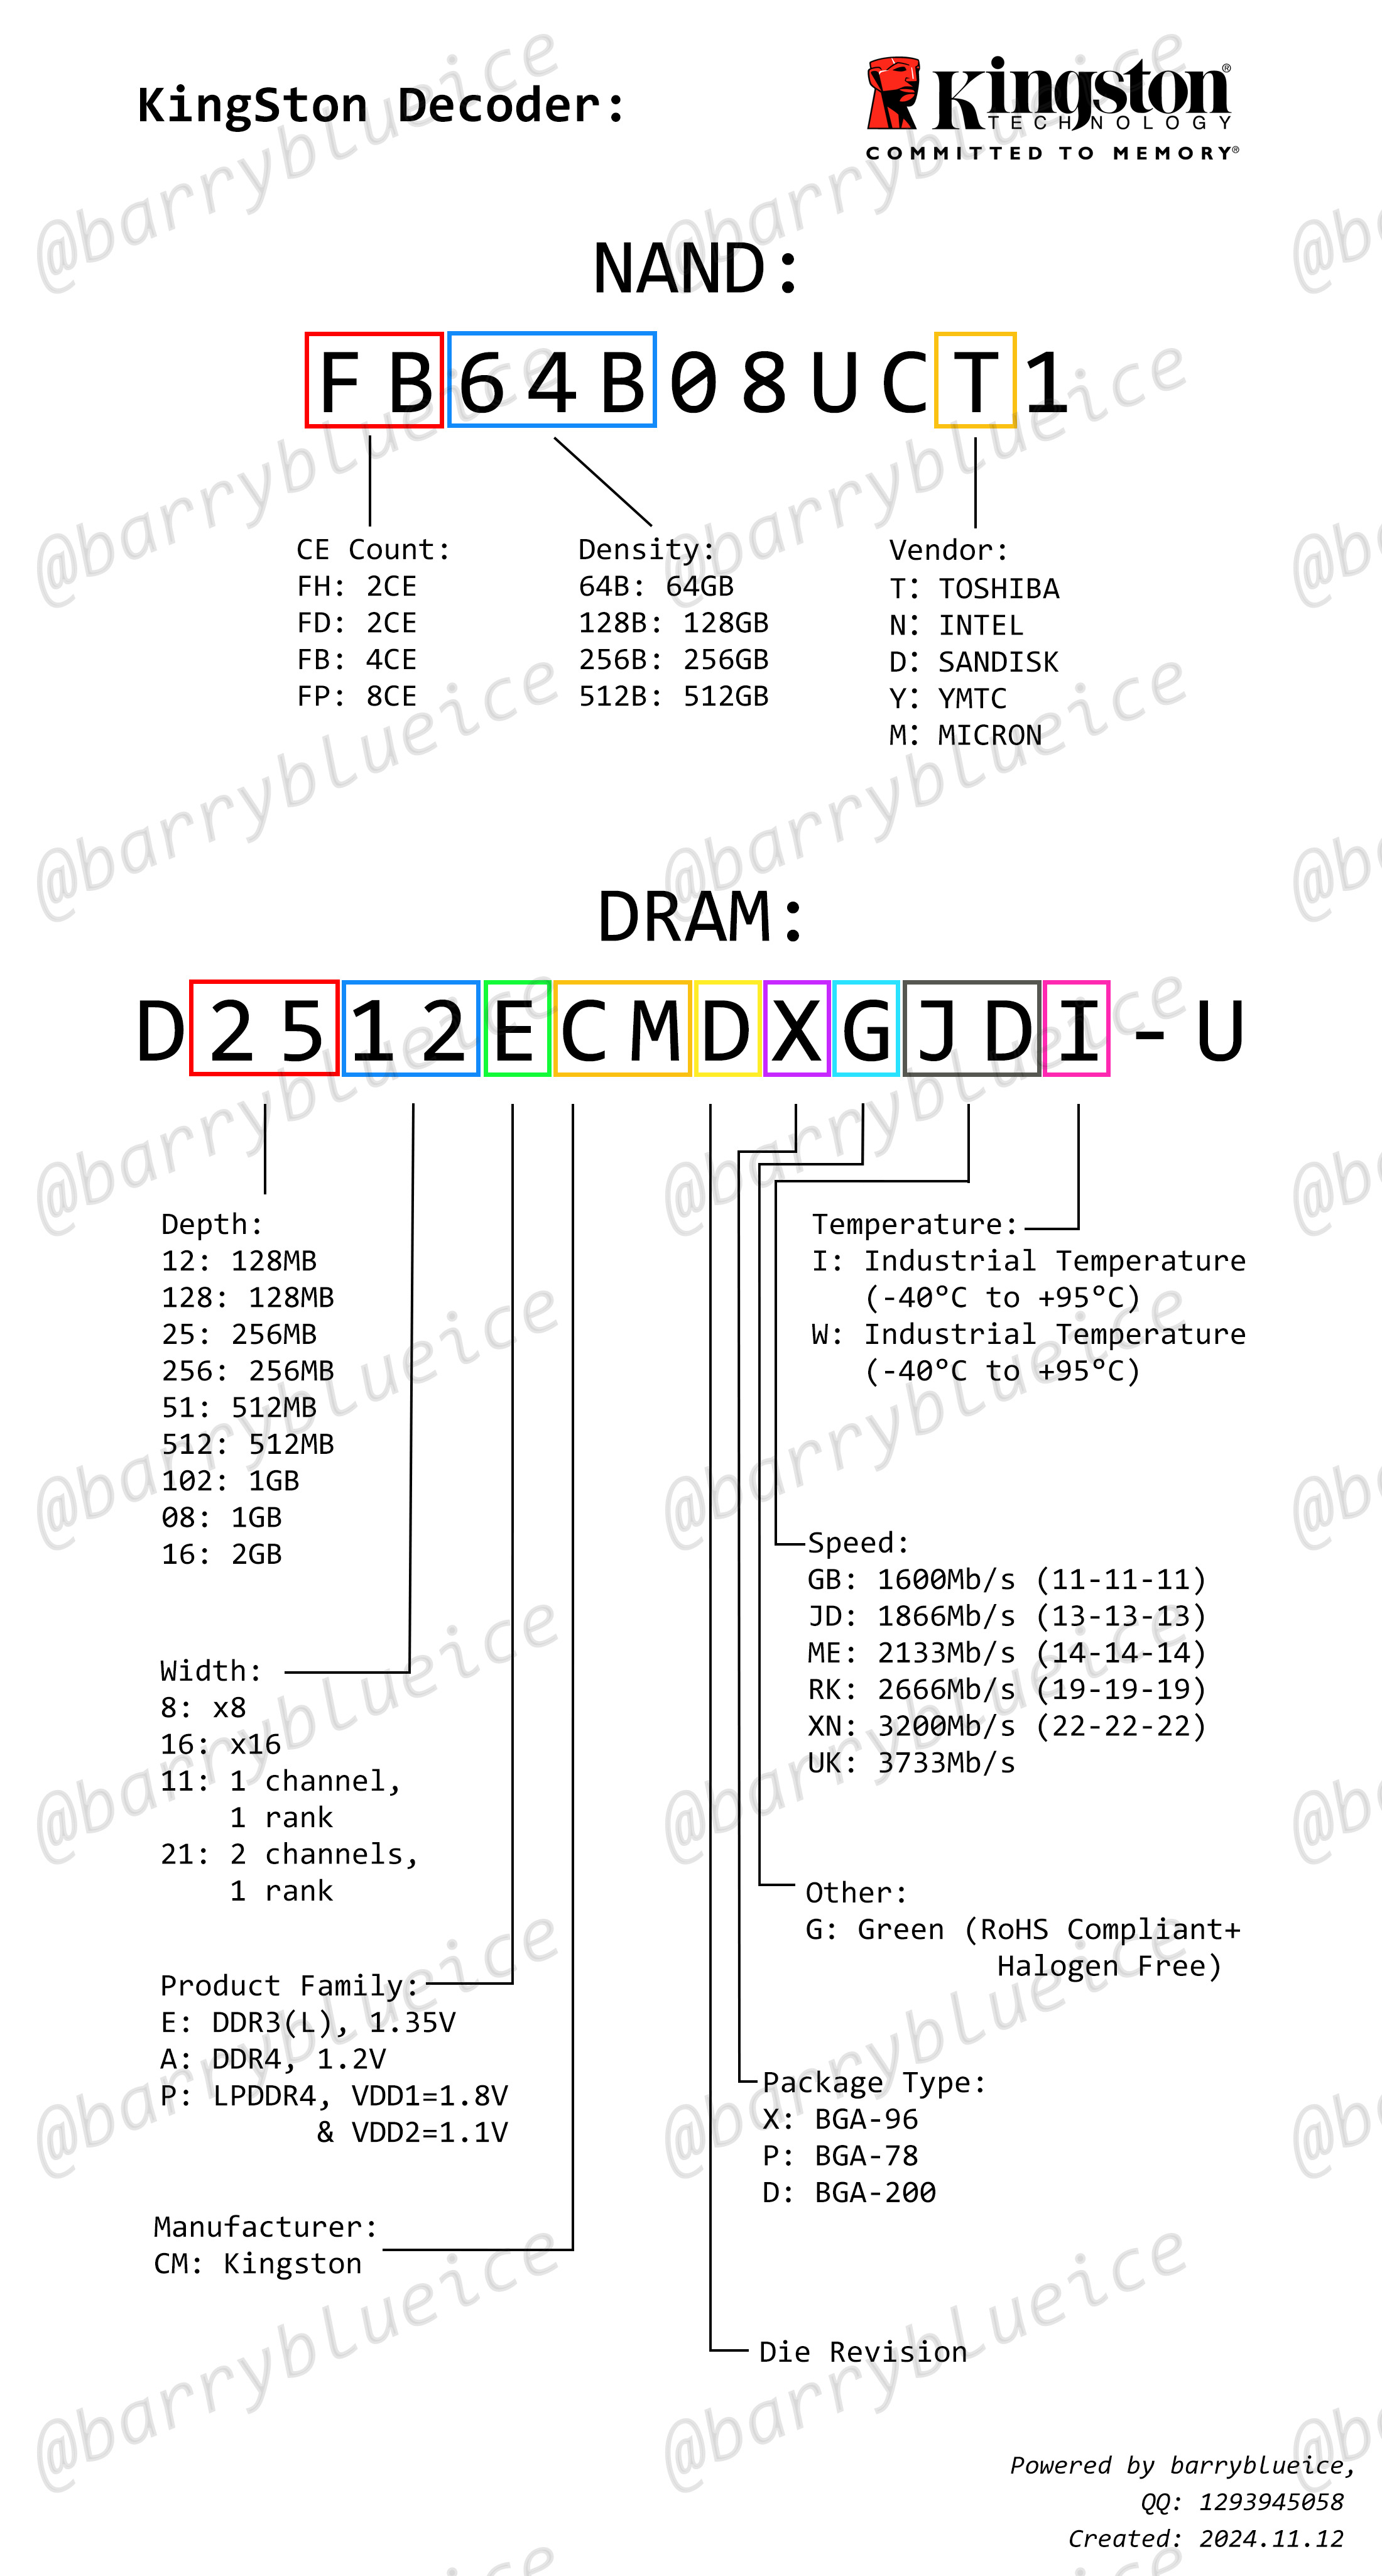 KingSton Decoder:
Kingston®
TECHNOLOGY
COMMITTED TO MEMORY®
NAND:
FB64B08UCT1
CE Count:
FH: 2CE
FD: 2CE
FB: 4CE
FP: 8CE
Density:
64B: 64GB
128B: 128GB
256B: 256GB
512B: 512GB
Vendor:
T: TOSHIBA
N: INTEL
D: SANDISK
Y: YMTC
M: MICRON
DRAM:
D2512ECMDXGJDI-U
Depth:
12: 128MB
128: 128MB
25: 256MB
256: 256MB
51: 512MB
512: 512MB
102: 1GB
08: 1GB
16: 2GB
Width:
8: x8
16: x16
11: 1 channel,
1 rank
21: 2 channels,
1 rank
Product Family:
E: DDR3(L), 1.35V
A: DDR4, 1.2V
P: LPDDR4, VDD1=1.8V
& VDD2=1.1V
Manufacturer:
CM: Kingston
Temperature:
I: Industrial Temperature
(-40°C to +95°C)
W: Industrial Temperature
(-40°C to +95°C)
Speed:
GB: 1600Mb/s (11-11-11)
JD: 1866Mb/s (13-13-13)
ME: 2133Mb/s (14-14-14)
RK: 2666Mb/s (19-19-19)
XN: 3200Mb/s (22-22-22)
UK: 3733Mb/s
Other:
G: Green (RoHS Compliant+
Halogen Free)
Package Type:
X: BGA-96
P: BGA-78
D: BGA-200
Die Revision
Powered by barryblueice,
QQ: 1293945058
Created: 2024.11.12
@barryblueice